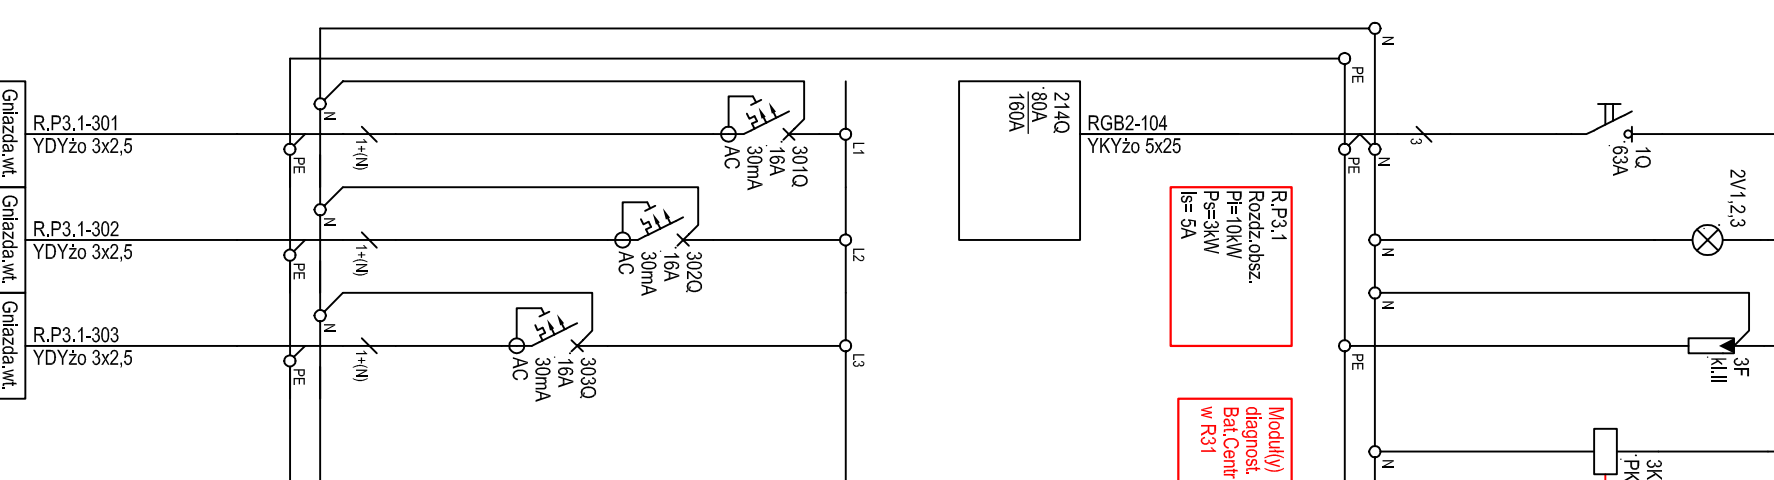 Gniazda.wt.
R.P3.1-301
YDYżo 3x2,5
N
PE
1+(N)
301Q
16A
30mA
AC
L1
Gniazda.wt.
R.P3.1-302
YDYżo 3x2,5
N
PE
1+(N)
302Q
16A
30mA
AC
L2
Gniazda.wt.
R.P3.1-303
YDYżo 3x2,5
N
PE
1+(N)
303Q
16A
30mA
AC
L3
214Q
80A
160A
RGB2-104
YKYżo 5x25
R.P3.1
Rozdz.obsz.
Pi=10kW
Ps=3kW
Is= 5A
Moduł(y)
diagnost.
Bat.Centr
w R31
N
PE
PE
N
3
1Q
63A
2V1,2,3
N
N
PE
3F
kl.II
N
3K
PK